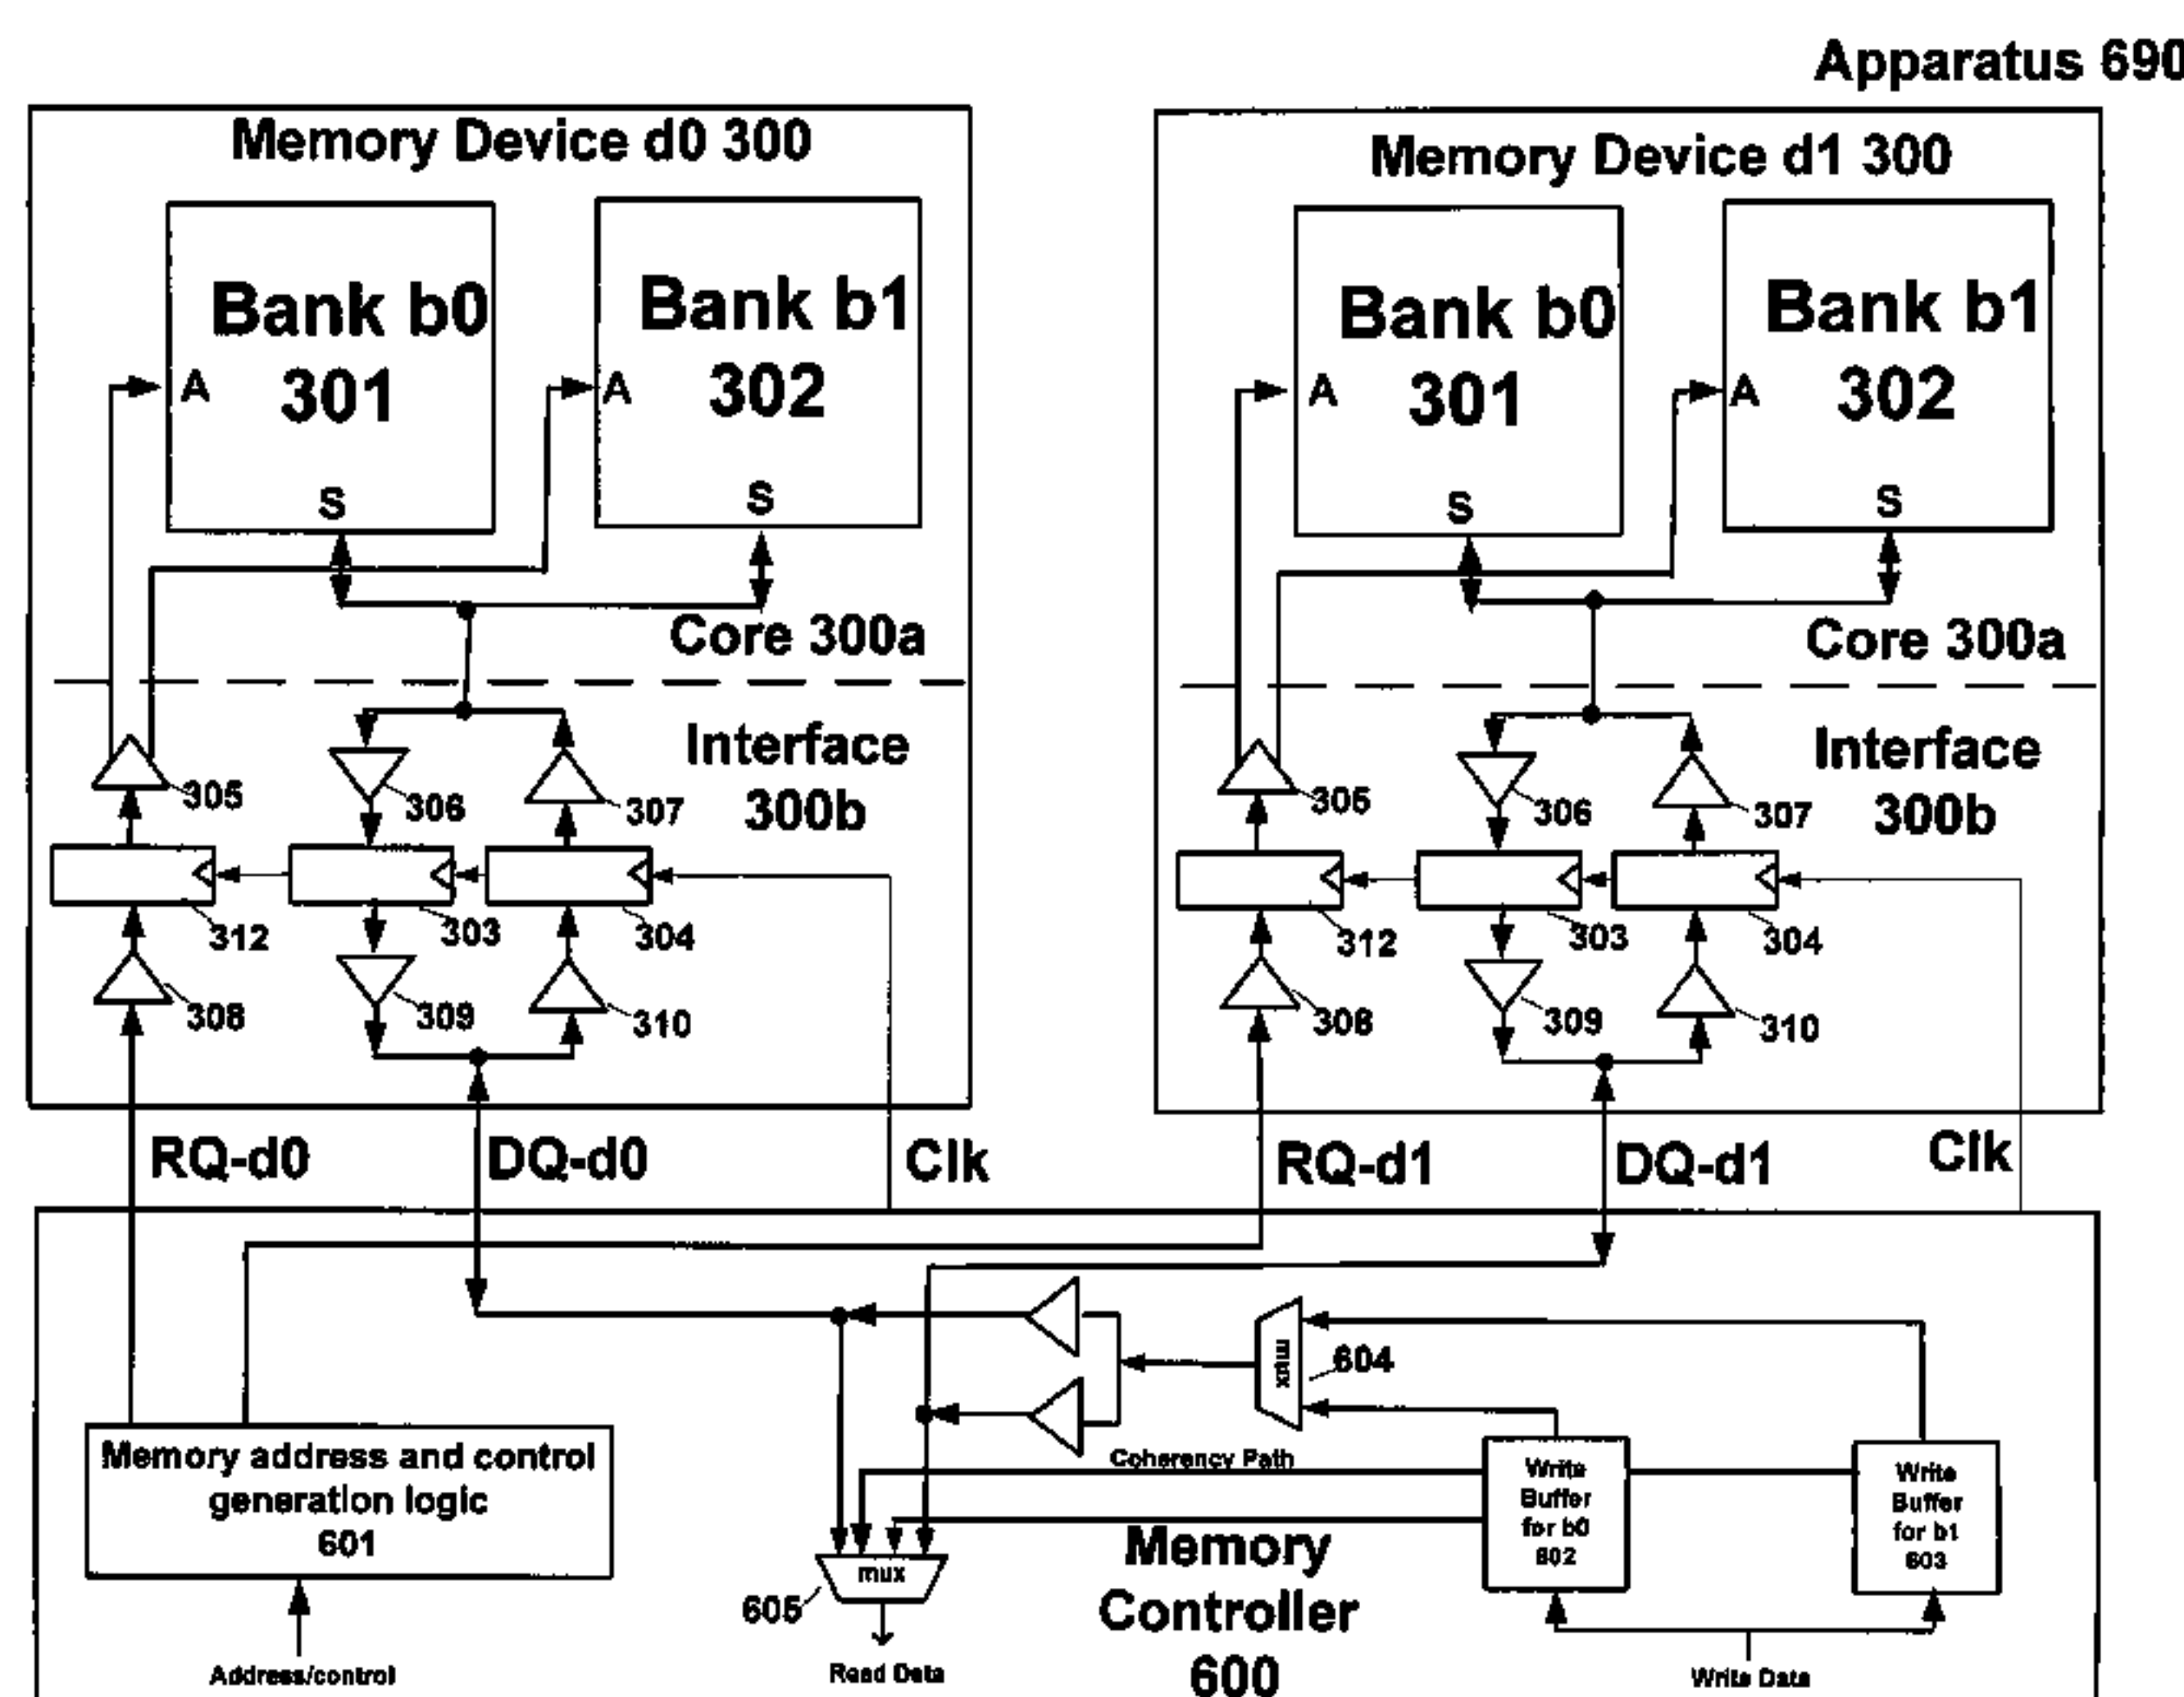 Apparatus 690
Memory Device d0 300
Bank b0
301
A
S
Bank b1
302
A
S
Core 300a
Interface
300b
305
306
307
312
303
304
308
309
310
Memory Device d1 300
Bank b0
301
A
S
Bank b1
302
A
S
Core 300a
Interface
300b
305
306
307
312
303
304
308
309
310
RQ-d0
DQ-d0
Clk
RQ-d1
DQ-d1
Clk
mux
604
Memory address and control
generation logic
601
Coherency Path
Write
Buffer
for b0
602
Write
Buffer
for b1
603
mux
605
Memory
Controller
600
Address/control
Read Data
Write Data